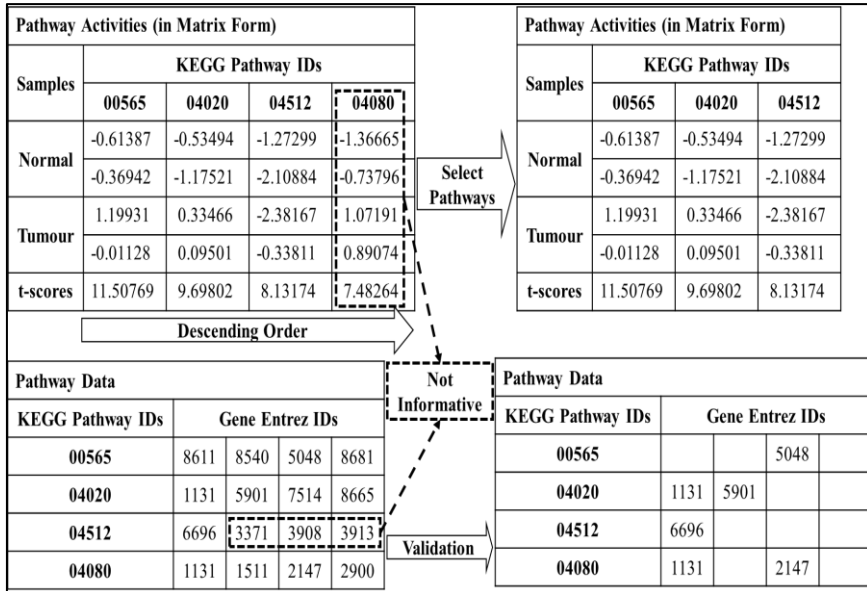 Pathway Activities (in Matrix Form)
Samples
KEGG Pathway IDs
00565 04020 04512 04080
Normal
-0.61387 -0.53494 -1.27299 -1.36665
-0.36942 -1.17521 -2.10884 -0.73796
Tumour
1.19931 0.33466 -2.38167 1.07191
-0.01128 0.09501 -0.33811 0.89074
t-scores 11.50769 9.69802 8.13174 7.48264
Descending Order
Select
Pathways
Pathway Activities (in Matrix Form)
Samples
KEGG Pathway IDs
00565 04020 04512
Normal
-0.61387 -0.53494 -1.27299
-0.36942 -1.17521 -2.10884
Tumour
1.19931 0.33466 -2.38167
-0.01128 0.09501 -0.33811
t-scores 11.50769 9.69802 8.13174
Pathway Data
KEGG Pathway IDs Gene Entrez IDs
00565 8611 8540 5048 8681
04020 1131 5901 7514 8665
04512 6696 3371 3908 3913
04080 1131 1511 2147 2900
Not
Informative
Validation
Pathway Data
KEGG Pathway IDs Gene Entrez IDs
00565 5048
04020 1131 5901
04512 6696
04080 1131 2147